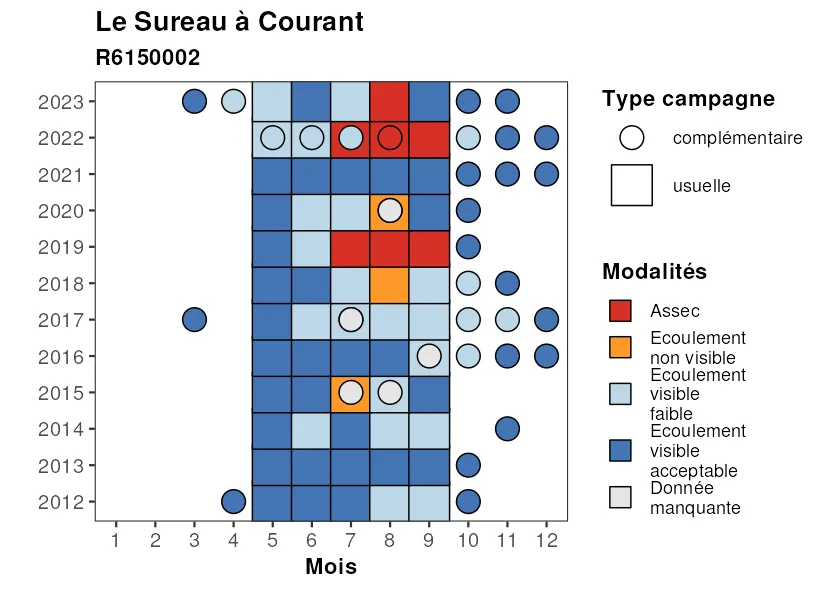 Le Sureau à Courant
R6150002
2023
2022
2021
2020
2019
2018
2017
2016
2015
2014
2013
2012
1 2 3 4 5 6 7 8 9 10 11 12
Mois
Type campagne
complémentaire
usuelle
Modalités
Assec
Ecoulement
non visible
Ecoulement
visible
faible
Ecoulement
visible
acceptable
Donnée
manquante